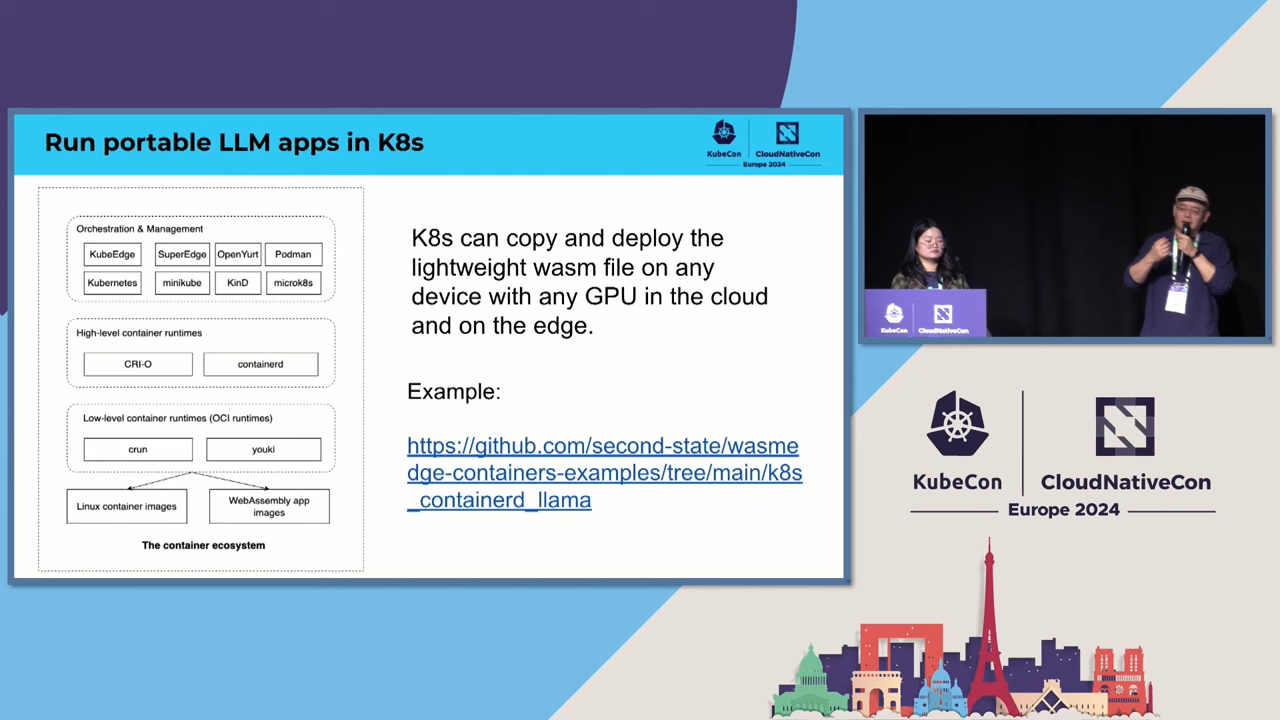 Run portable LLM apps in K8s
KubeCon
CloudNativeCon
Europe 2024
Orchestration & Management
KubeEdge
SuperEdge
OpenYurt
Podman
Kubernetes
minikube
KinD
microk8s
High-level container runtimes
CRI-O
containerd
Low-level container runtimes (OCI runtimes)
crun
youki
Linux container images
WebAssembly app
images
The container ecosystem
K8s can copy and deploy the
lightweight wasm file on any
device with any GPU in the cloud
and on the edge.
Example:
https://github.com/second-state/wasme
dge-containers-examples/tree/main/k8s
_containerd_llama
KubeCon
CloudNativeCon
KubeCon
CloudNativeCon
Europe 2024